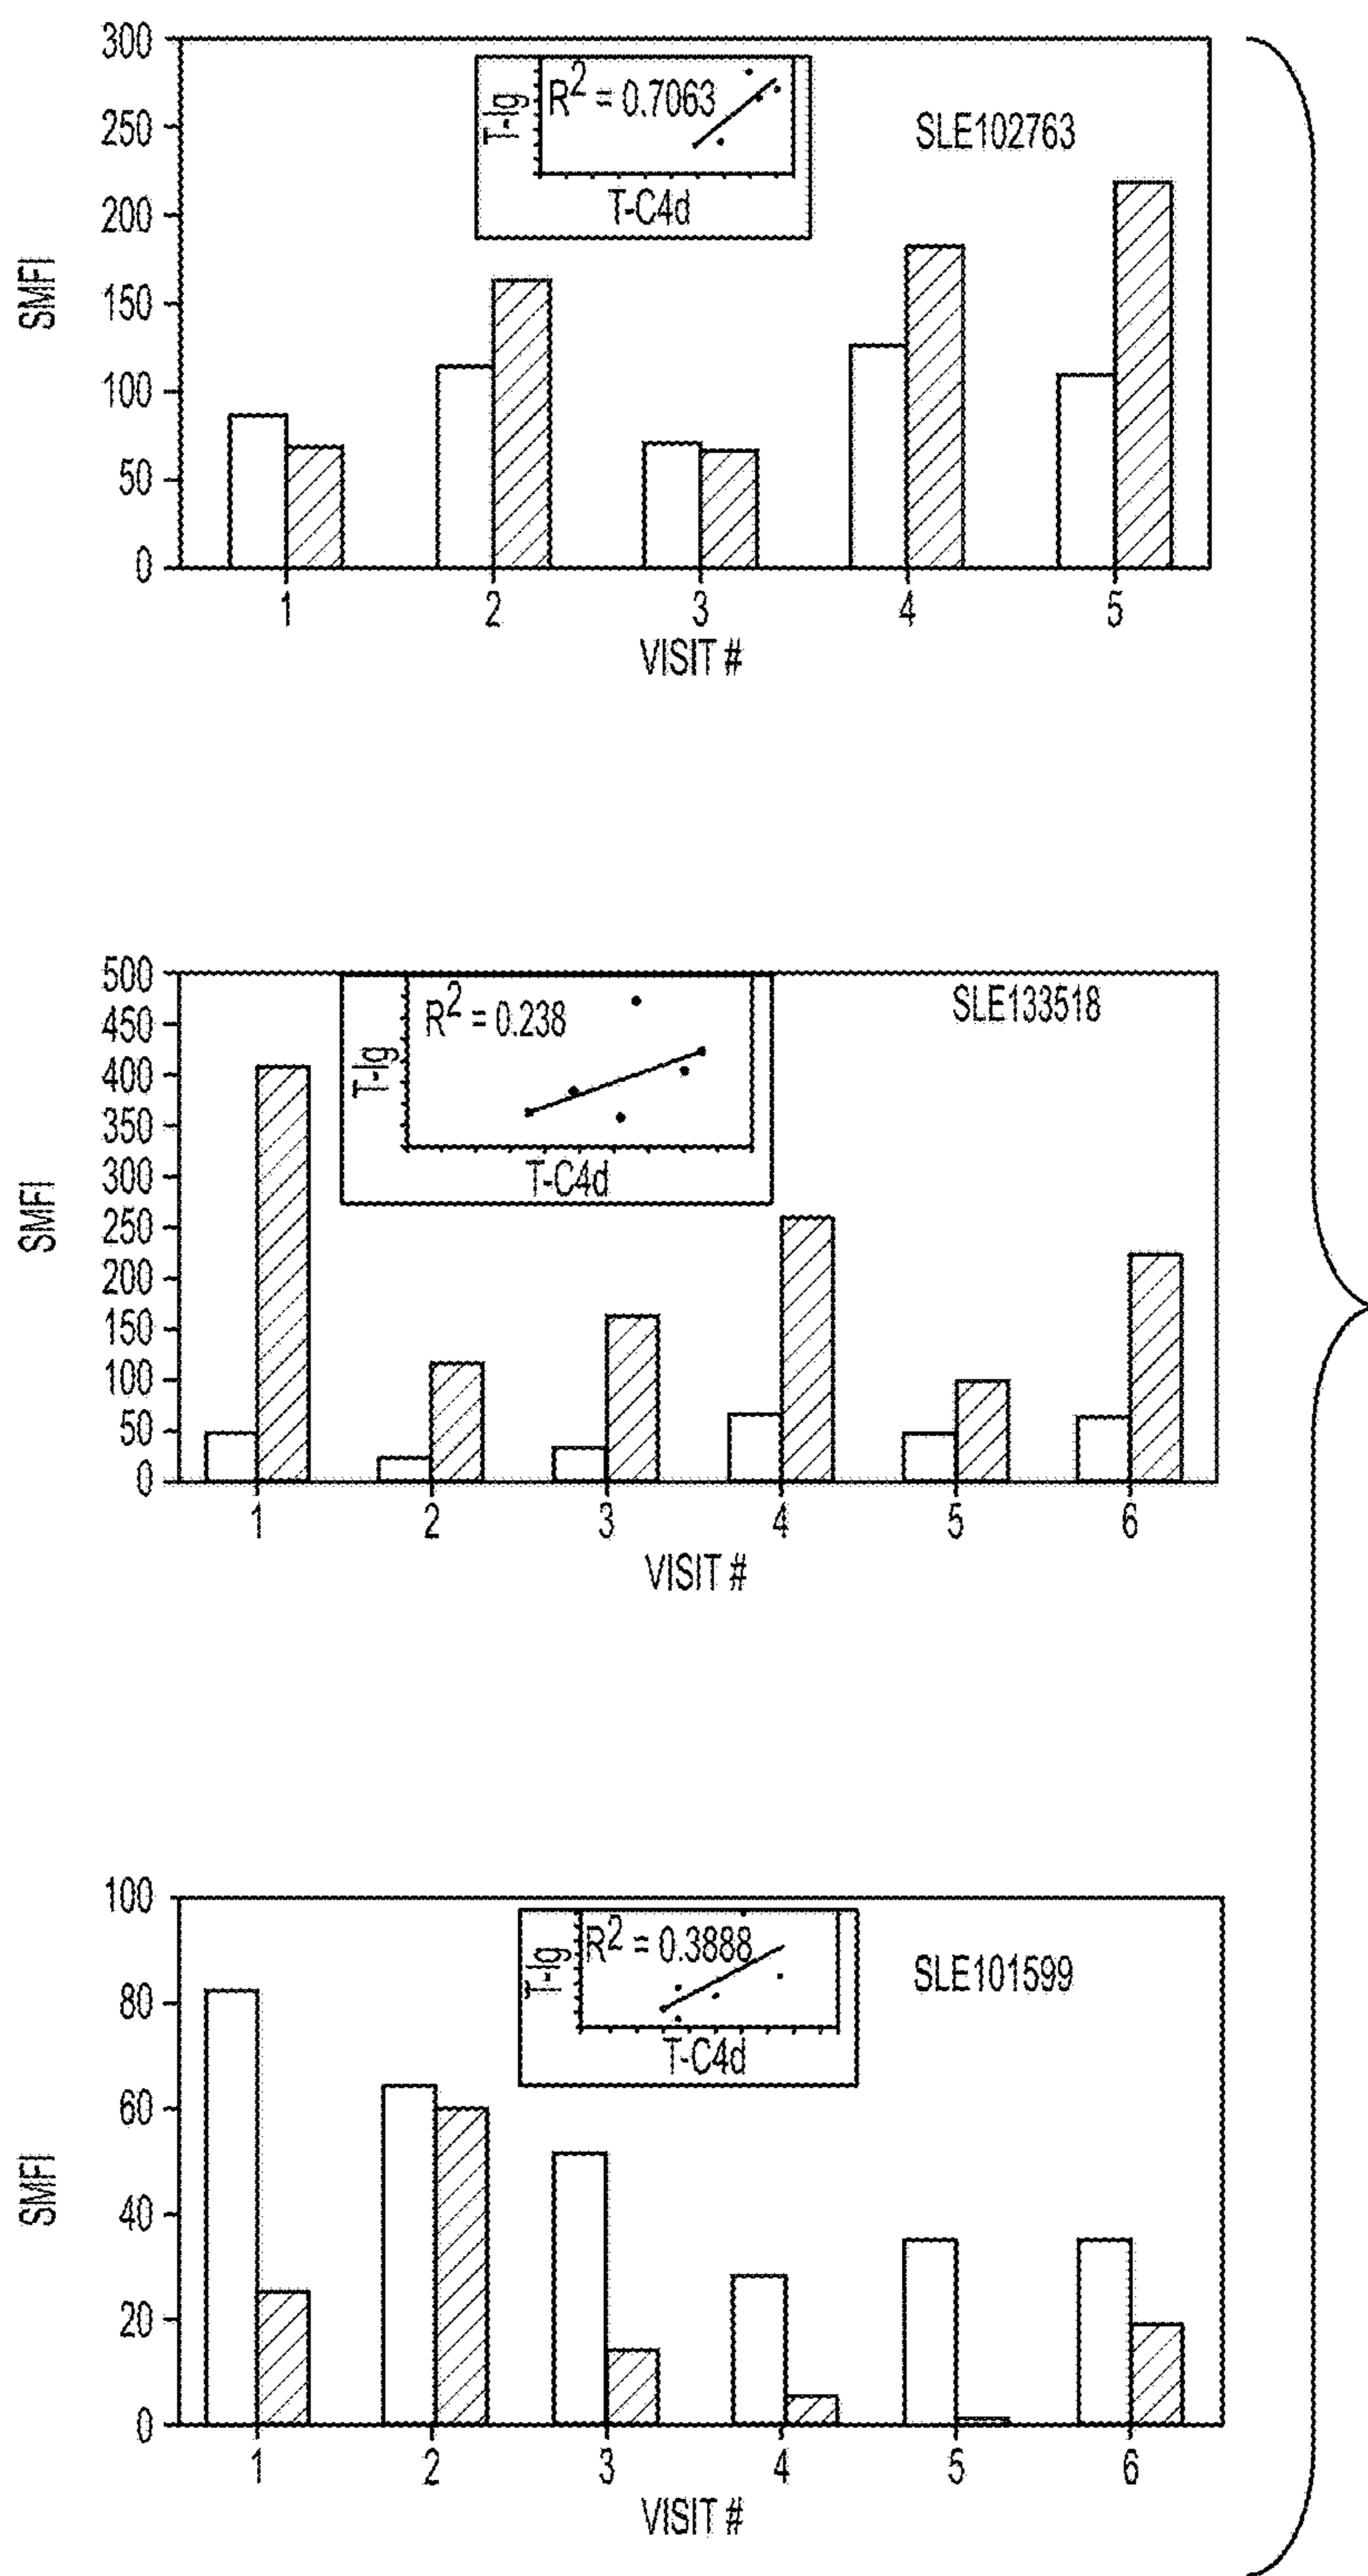 300
250
200
150
100
50
0
SMFI
T-Ig
R2 = 0.7063
T-C4d
SLE102763
1 2 3 4 5
VISIT #
500
450
400
350
300
250
200
150
100
50
0
SMFI
T-Ig
R2 = 0.238
T-C4d
SLE133518
1 2 3 4 5 6
VISIT #
100
80
60
40
20
0
SMFI
T-Ig
R2 = 0.3888
T-C4d
SLE101599
1 2 3 4 5 6
VISIT #